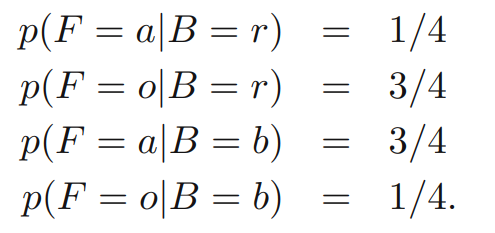 p(F = a|B = r) = 1/4
p(F = o|B = r) = 3/4
p(F = a|B = b) = 3/4
p(F = o|B = b) = 1/4.